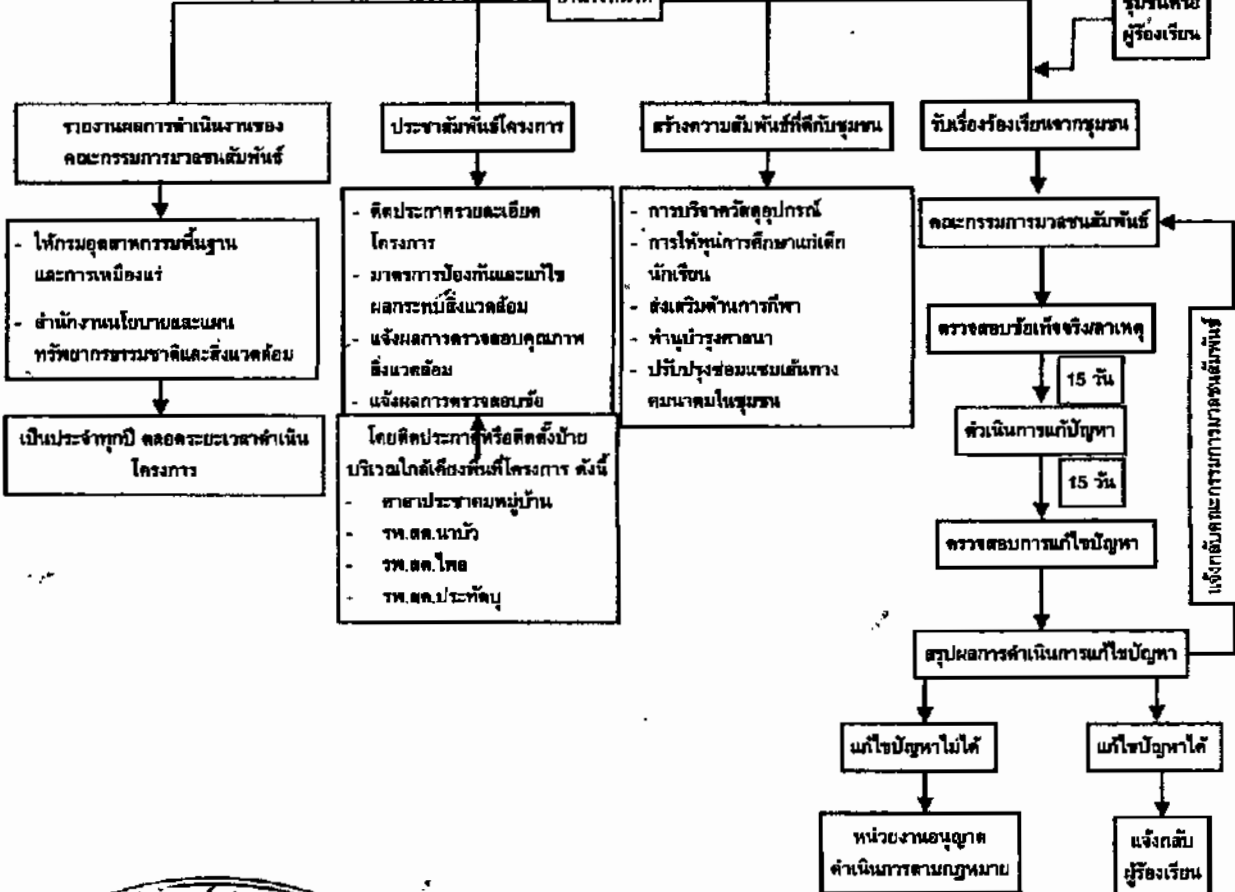 ผู้ร้องเรียน
รายงานผลการดำเนินงานของ
คณะกรรมการมวลชนสัมพันธ์
ประชาสัมพันธ์โครงการ
สร้างความสัมพันธ์ที่ดีกับชุมชน
รับเรื่องร้องเรียนจากชุมชน
- ให้กรมอุตสาหกรรมพื้นฐาน
และการเหมืองแร่
- สำนักงานนโยบายและแผน
ทรัพยากรธรรมชาติและสิ่งแวดล้อม
เป็นประจำทุกปี ตลอดระยะเวลาดำเนิน
โครงการ
- ติดประกาศรายละเอียด
โครงการ
- มาตรการป้องกันและแก้ไข
ผลกระทบสิ่งแวดล้อม
- แจ้งผลการตรวจสอบคุณภาพ
สิ่งแวดล้อม
- แจ้งผลการตรวจสอบข้อ
โดยติดประกาศหรือติดตั้งป้าย
บริเวณใกล้เคียงพื้นที่โครงการ ดังนี้
- ศาลาประชาคมหมู่บ้าน
- รพ.สต.นาบัว
- รพ.สต.ไพล
- รพ.สต.ประทัดบุ
- การบริจาควัสดุอุปกรณ์
- การให้ทุนการศึกษาแก่เด็ก
นักเรียน
- ส่งเสริมด้านการกีฬา
- ทำนุบำรุงศาสนา
- ปรับปรุงซ่อมแซมเส้นทาง
คมนาคมในชุมชน
คณะกรรมการมวลชนสัมพันธ์
ตรวจสอบข้อเท็จจริง/สาเหตุ
15 วัน
ดำเนินการแก้ปัญหา
15 วัน
ตรวจสอบการแก้ไขปัญหา
แจ้งกลับคณะกรรมการมวลชนสัมพันธ์
สรุปผลการดำเนินการแก้ไขปัญหา
แก้ไขปัญหาไม่ได้
แก้ไขปัญหาได้
หน่วยงานอนุญาต
ดำเนินการตามกฎหมาย
แจ้งกลับ
ผู้ร้องเรียน